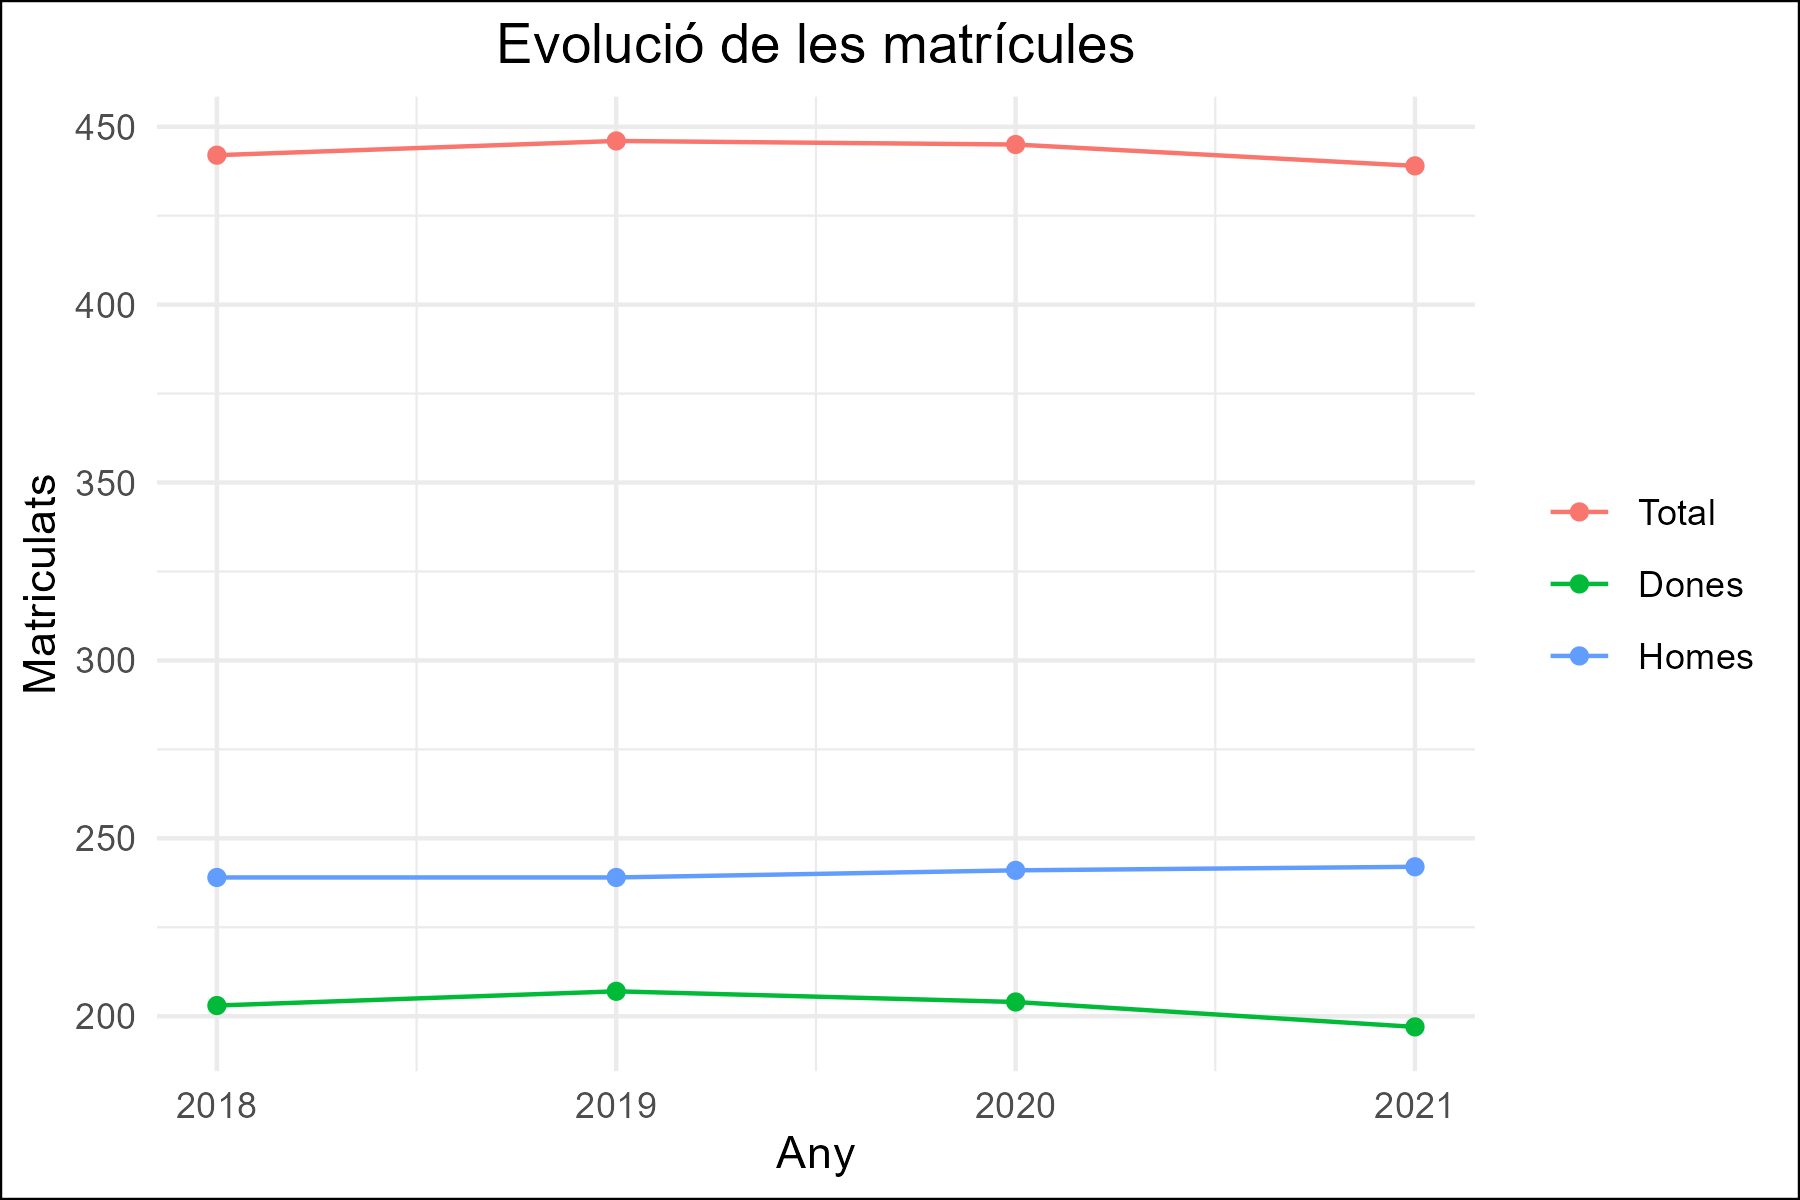 Evolució de les matrícules
450
400
350
300
250
200
Matriculats
2018
2019
2020
2021
Any
Total
Dones
Homes